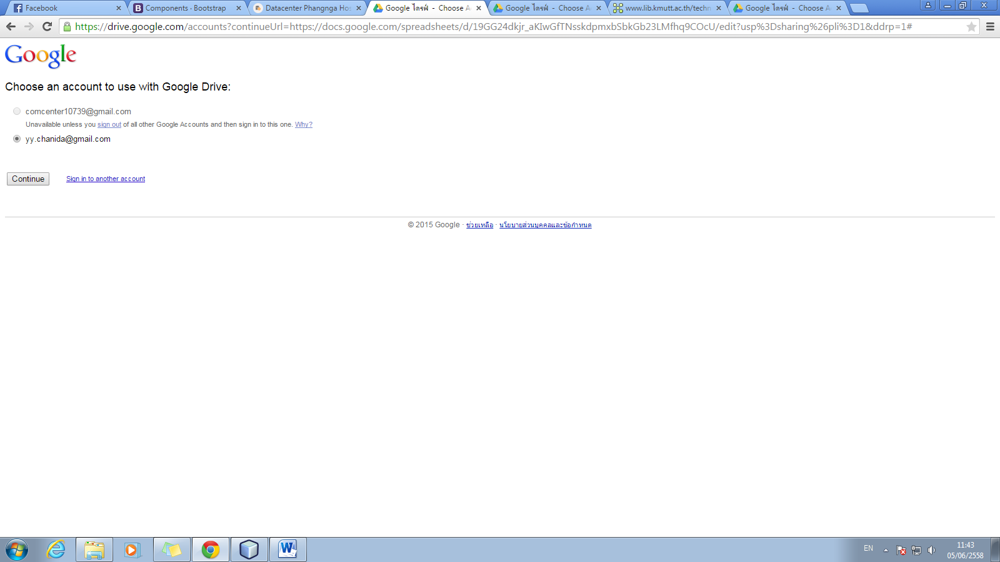 Facebook
Components · Bootstrap
Datacenter Phangnga Hos
Google ไดรฟ์ - Choose A
Google ไดรฟ์ - Choose A
www.lib.kmutt.ac.th/techn
Google ไดรฟ์ - Choose A
https://drive.google.com/accounts?continueUrl=https://docs.google.com/spreadsheets/d/19GG24dkjr_aKIwGfTNsskdpmxbSbkGb23LMfhq9COcU/edit?usp%3Dsharing%26pli%3D1&ddrp=1#
Google
Choose an account to use with Google Drive:
comcenter10739@gmail.com
Unavailable unless you sign out of all other Google Accounts and then sign in to this one. Why?
yy.chanida@gmail.com
Continue Sign in to another account
© 2015 Google · ช่วยเหลือ · นโยบายส่วนบุคคลและข้อกำหนด
EN
11:43
05/06/2558